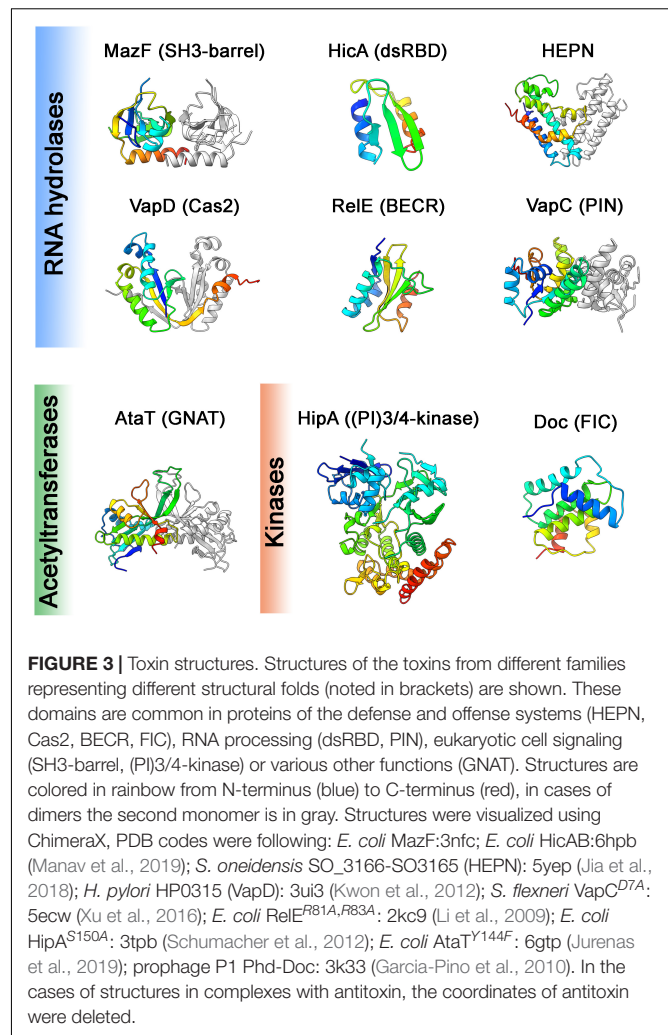 MazF (SH3-barrel)
HicA (dsRBD)
HEPN
RNA hydrolases
VapD (Cas2)
RelE (BECR)
VapC (PIN)
Acetyltransferases
AtaT (GNAT)
Kinases
HipA ((PI)3/4-kinase)
Doc (FIC)
FIGURE 3 | Toxin structures. Structures of the toxins from different families
representing different structural folds (noted in brackets) are shown. These
domains are common in proteins of the defense and offense systems (HEPN,
Cas2, BECR, FIC), RNA processing (dsRBD, PIN), eukaryotic cell signaling
(SH3-barrel, (PI)3/4-kinase) or various other functions (GNAT). Structures are
colored in rainbow from N-terminus (blue) to C-terminus (red), in cases of
dimers the second monomer is in gray. Structures were visualized using
ChimeraX, PDB codes were following: E. coli MazF:3nfc; E. coli HicAB:6hpb
(Manav et al., 2019); S. oneidensis SO_3166-SO3165 (HEPN): 5yep (Jia et al.,
2018); H. pylori HP0315 (VapD): 3ui3 (Kwon et al., 2012); S. flexneri VapC^D7A:
5ecw (Xu et al., 2016); E. coli RelE^R81A,R83A: 2kc9 (Li et al., 2009); E. coli
HipA^S150A: 3tpb (Schumacher et al., 2012); E. coli AtaT^Y144F: 6gtp (Jurenas
et al., 2019); prophage P1 Phd-Doc: 3k33 (Garcia-Pino et al., 2010). In the
cases of structures in complexes with antitoxin, the coordinates of antitoxin
were deleted.